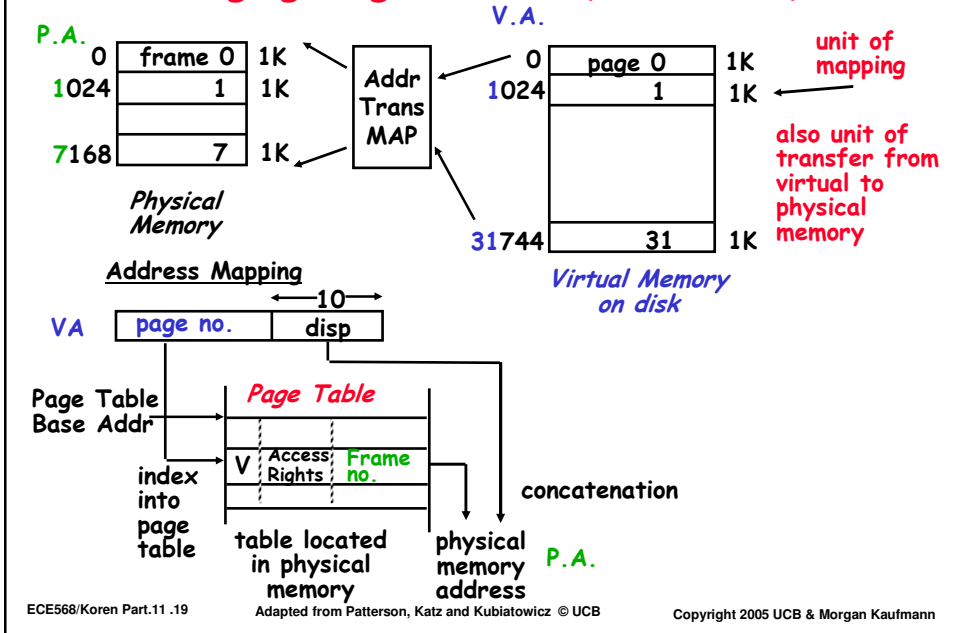 V.A.
P.A.
0 frame 0 1K
1024 1 1K
7168 7 1K
Physical
Memory
Addr
Trans
MAP
0 page 0 1K
1024 1 1K
31744 31 1K
Virtual Memory
on disk
unit of
mapping
also unit of
transfer from
virtual to
physical
memory
Address Mapping
10
VA page no. disp
Page Table
Base Addr
Page Table
V Access Rights Frame no.
index
into
page
table
table located
in physical
memory
concatenation
physical
memory
address
P.A.
ECE568/Koren Part.11 .19
Adapted from Patterson, Katz and Kubiatowicz © UCB
Copyright 2005 UCB & Morgan Kaufmann